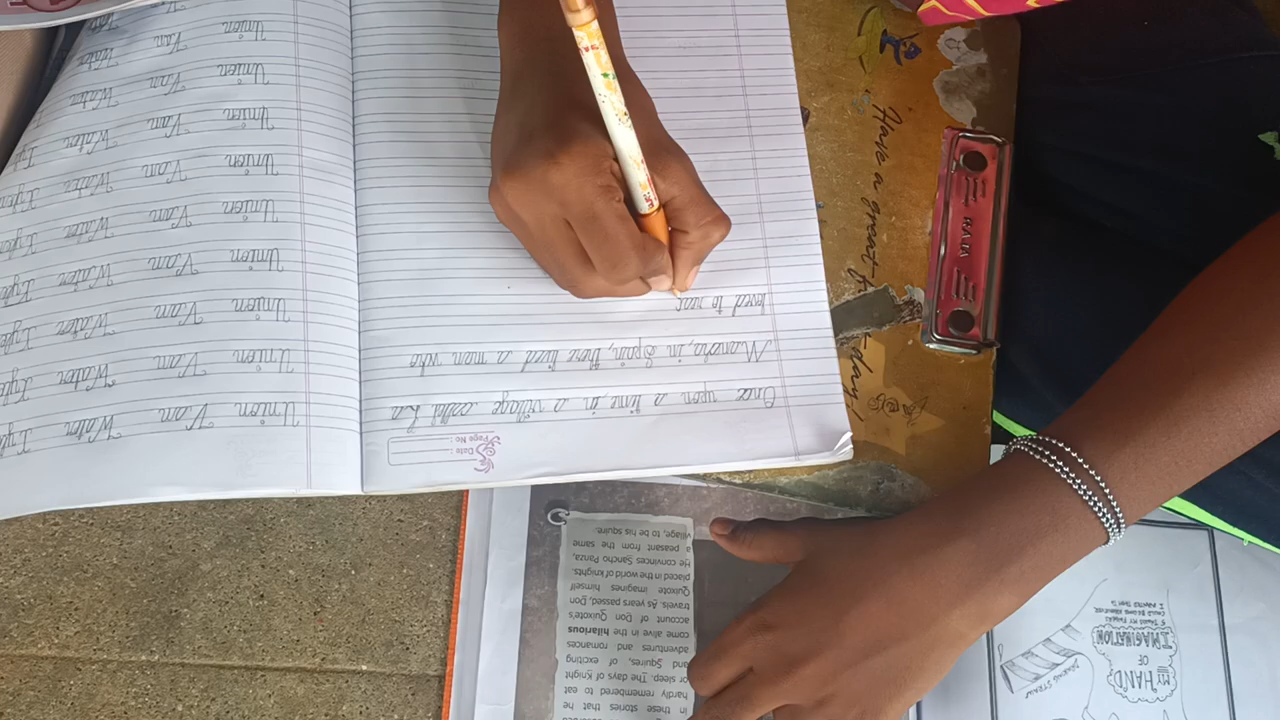 Once upon a time in a village called La
Mancha, in Spain, there lived a man who
loved to read
Date :
Page No :
Union Van Water
Union Van Water
Union Van Water
Union Van Water
Union Van Water
Union Van Water
Union Van Water
Union Van Water
Union Van Water
in these stories that he
hardly remembered to eat
or sleep. The days of Knight
and Squires, of exciting
adventures and romances
come alive in the hilarious
account of Don Quixote's
travels. As years passed, Don
Quixote imagines himself
placed in the world of knights.
He convinces Sancho Panza,
a peasant from the same
village, to be his squire.
Have a great
day!
MY HAND?
OF
IMAGINATION
DRINKING STRAW